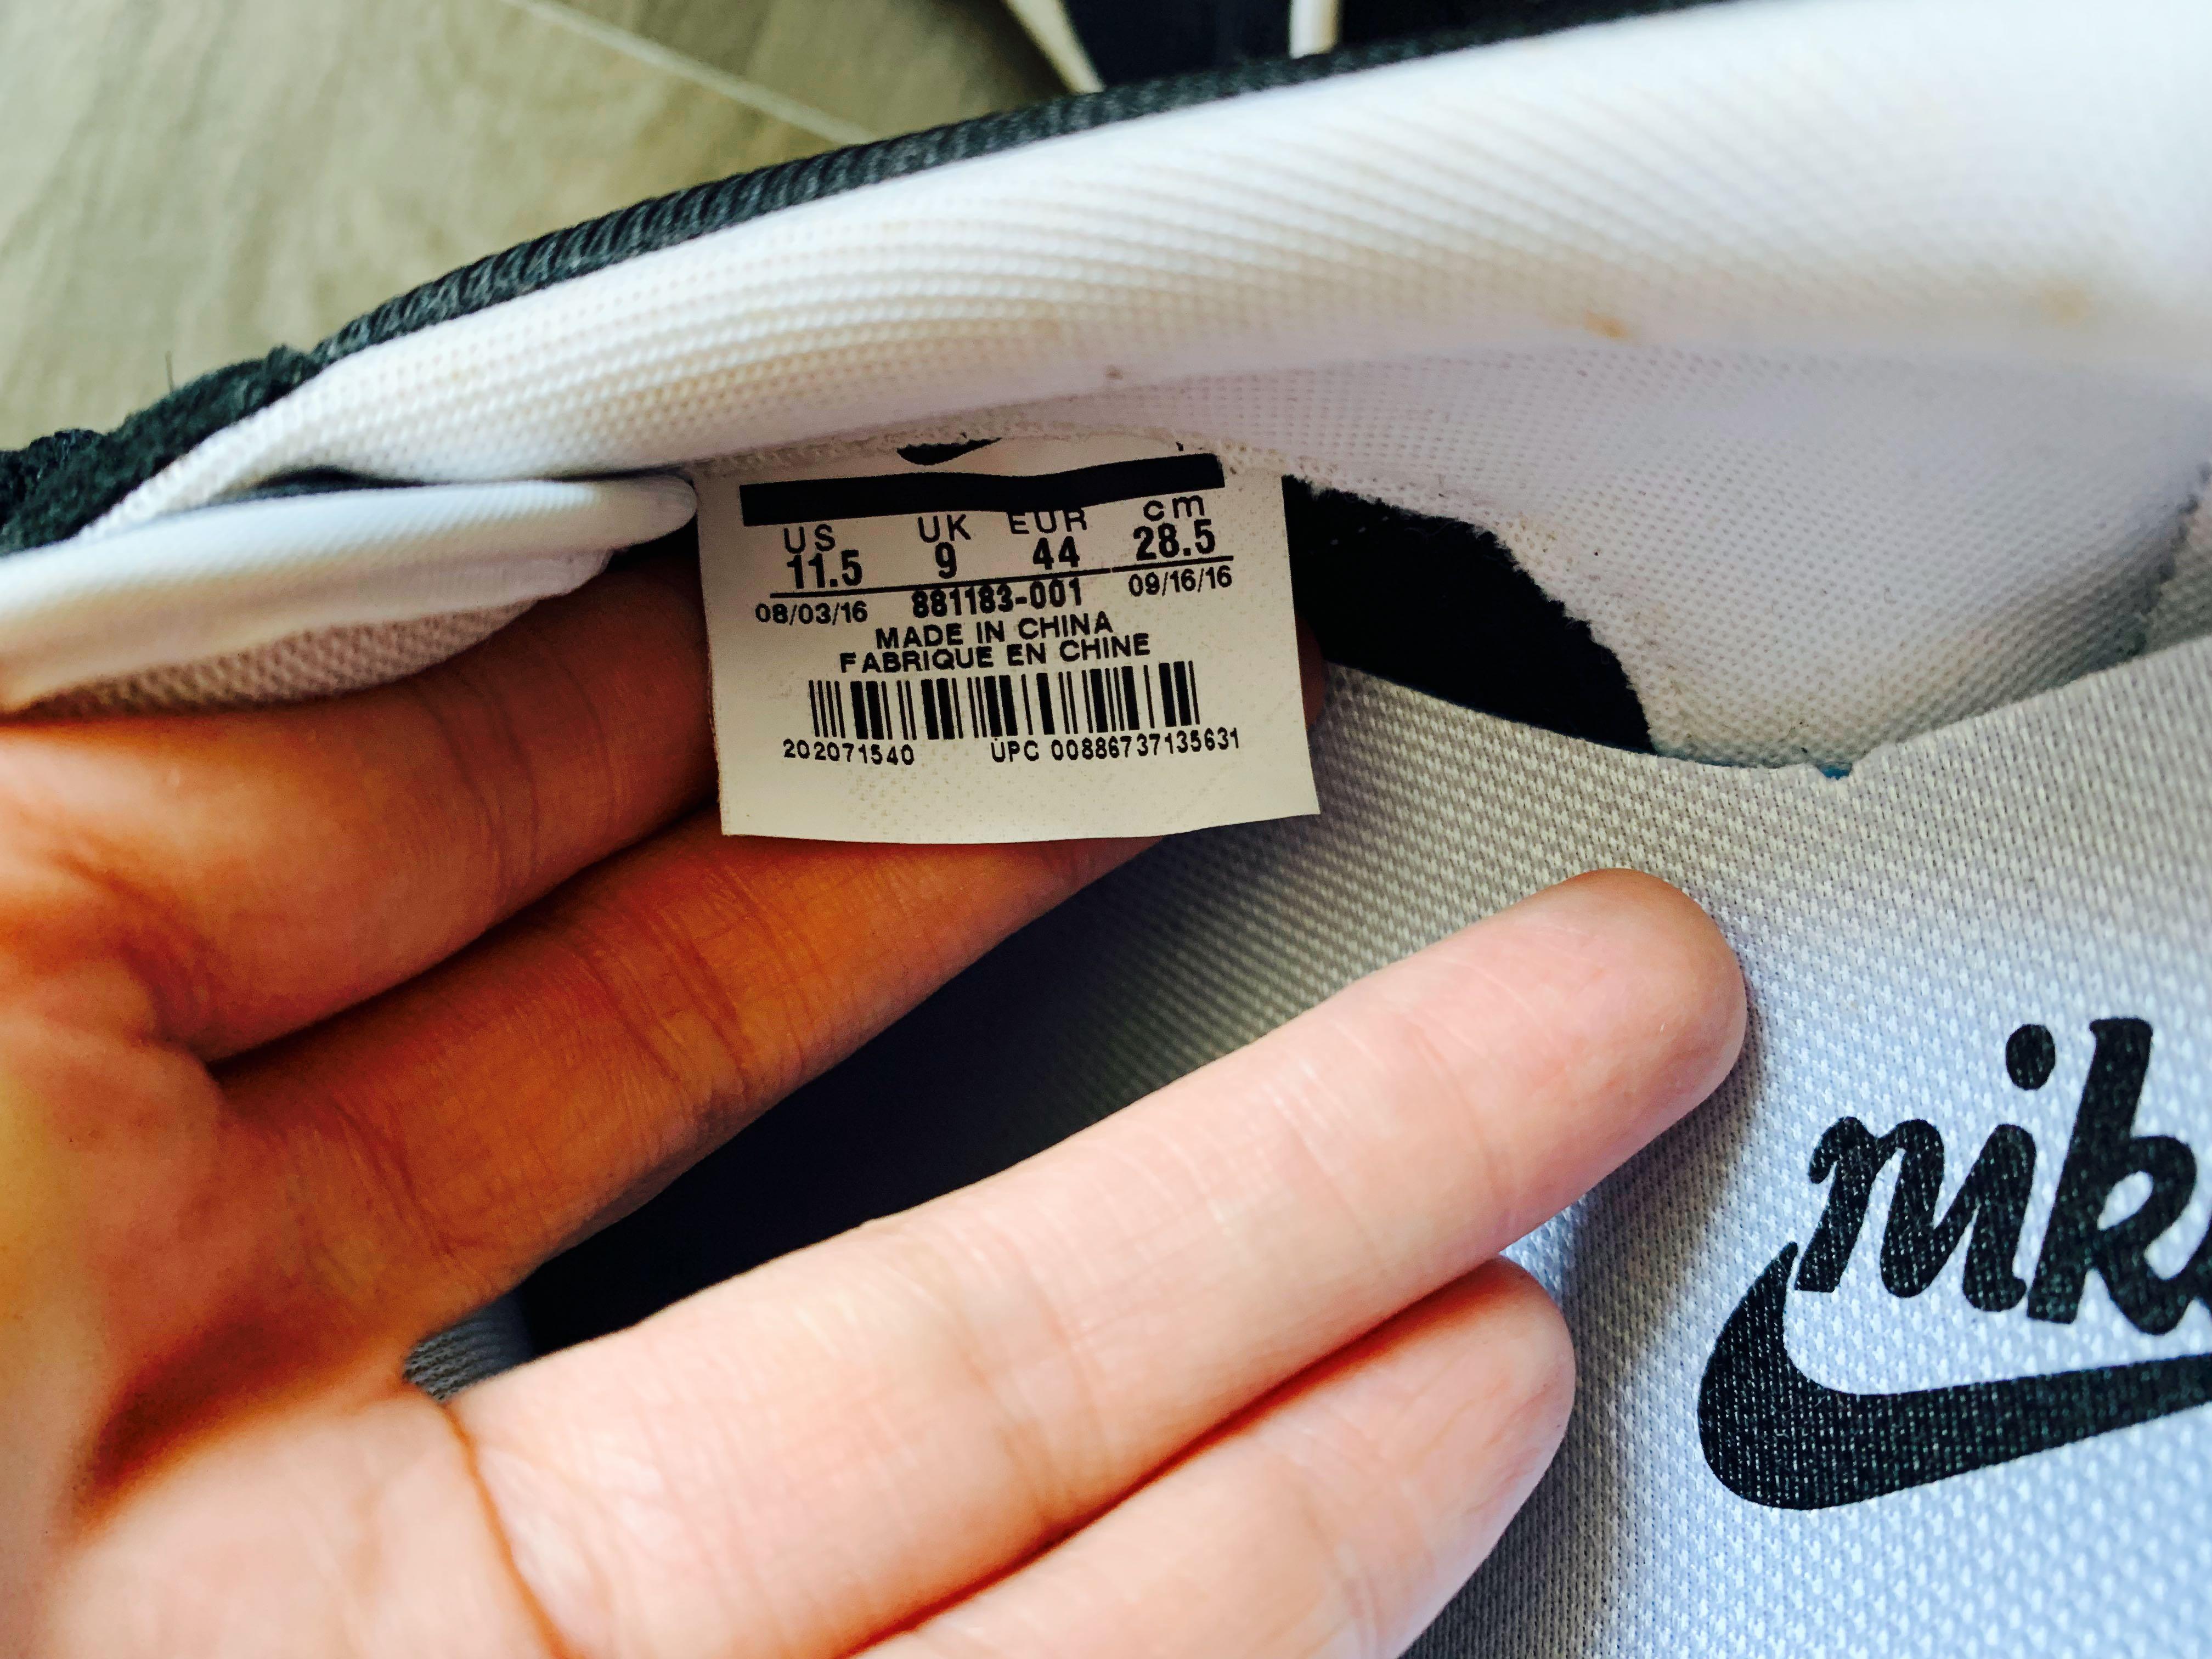 US UK EUR cm
11.5 9 44 28.5
08/03/16 881183-001 09/16/16
MADE IN CHINA
FABRIQUE EN CHINE
202071540 UPC 00886737135631
nik